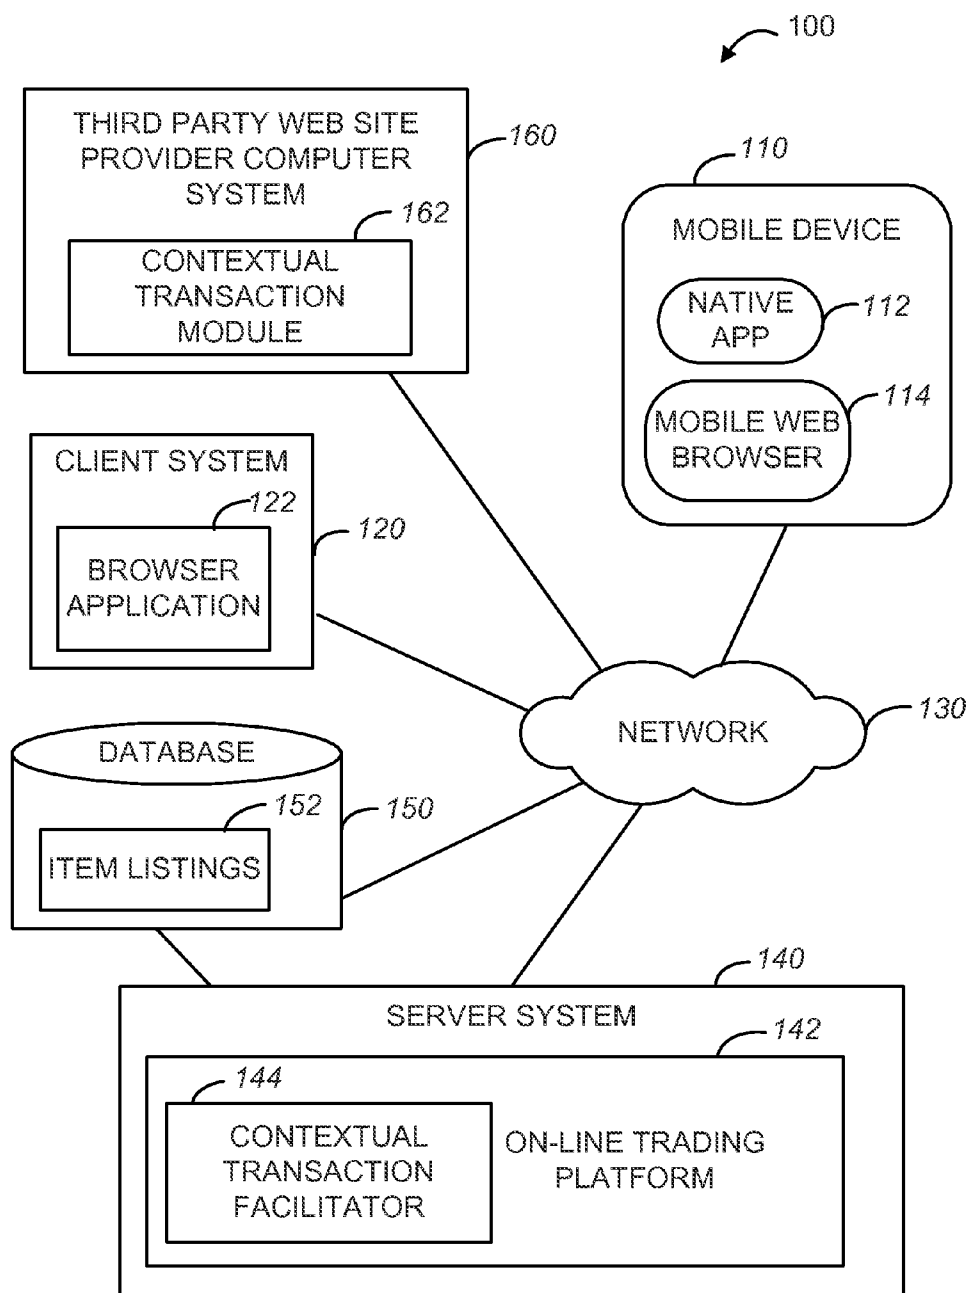 100
THIRD PARTY WEB SITE
PROVIDER COMPUTER
SYSTEM
160
162
CONTEXTUAL
TRANSACTION
MODULE
110
MOBILE DEVICE
NATIVE
APP
112
MOBILE WEB
BROWSER
114
CLIENT SYSTEM
122
120
BROWSER
APPLICATION
NETWORK
130
DATABASE
152
150
ITEM LISTINGS
140
SERVER SYSTEM
142
144
CONTEXTUAL
TRANSACTION
FACILITATOR
ON-LINE TRADING
PLATFORM